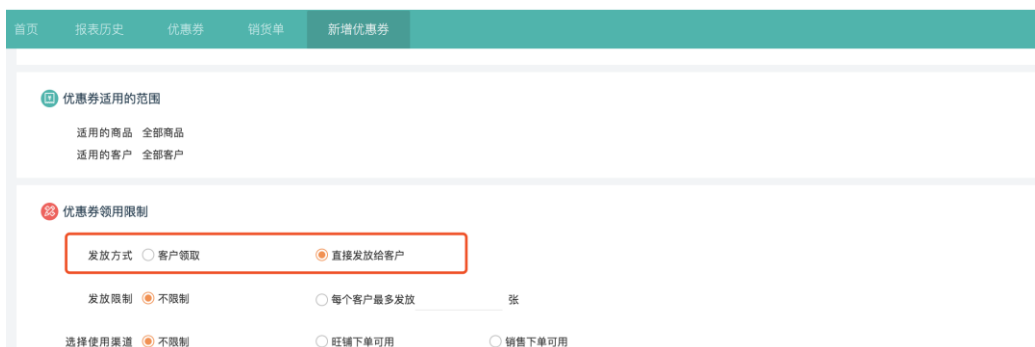 首页 报表历史 优惠券 销货单 新增优惠券
优惠券适用的范围
适用的商品 全部商品
适用的客户 全部客户
优惠券领用限制
发放方式 客户领取 直接发放给客户
发放限制 不限制 每个客户最多发放 张
选择使用渠道 不限制 旺铺下单可用 销售下单可用